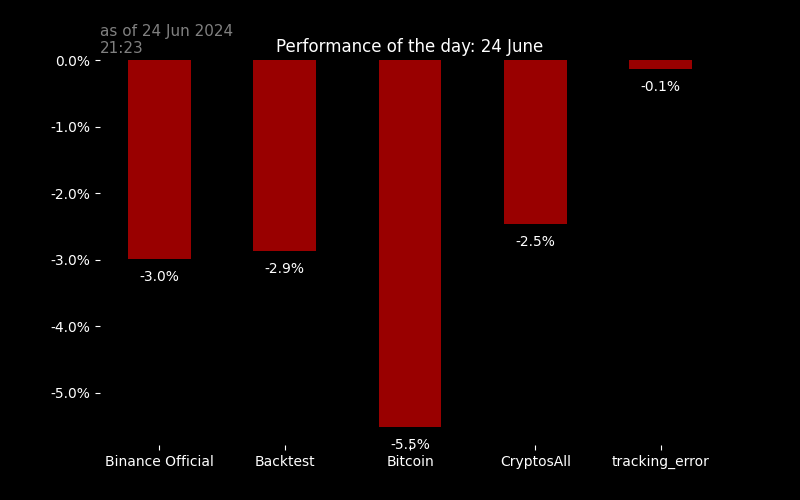 as of 24 Jun 2024
21:23
Performance of the day: 24 June
0.0%
-1.0%
-2.0%
-3.0%
-4.0%
-5.0%
-3.0%
-2.9%
-5.5%
-2.5%
-0.1%
Binance Official
Backtest
Bitcoin
CryptosAll
tracking_error